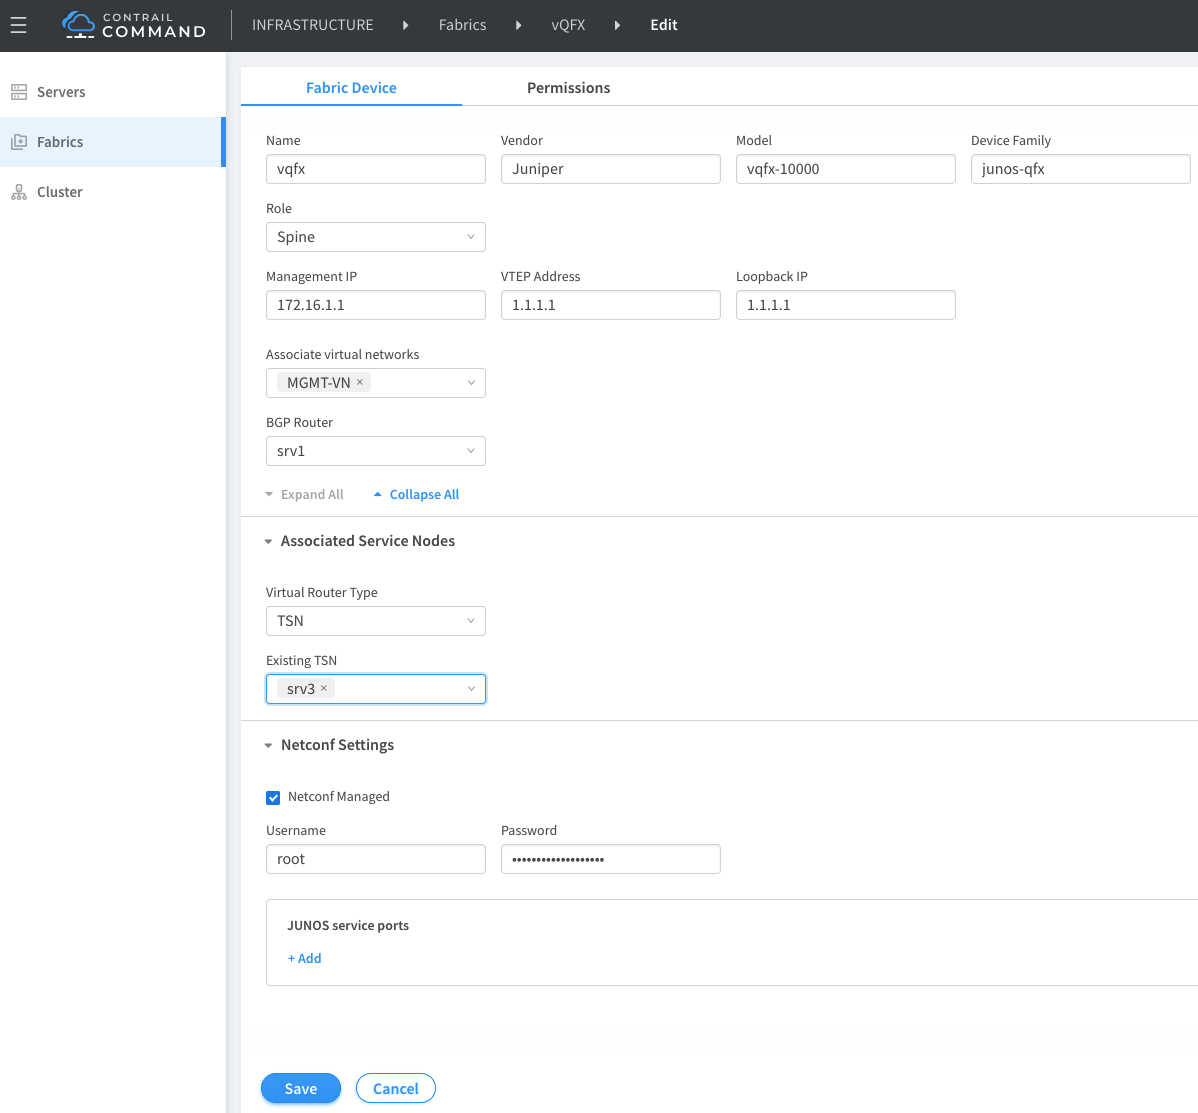 CONTRAIL
COMMAND
INFRASTRUCTURE Fabrics vQFX Edit
Servers
Fabrics
Cluster
Fabric Device Permissions
Name Vendor Model Device Family
vqfx Juniper vqfx-10000 junos-qfx
Role
Spine
Management IP VTEP Address Loopback IP
172.16.1.1 1.1.1.1 1.1.1.1
Associate virtual networks
MGMT-VN ×
BGP Router
srv1
Expand All Collapse All
Associated Service Nodes
Virtual Router Type
TSN
Existing TSN
srv3 ×
Netconf Settings
Netconf Managed
Username Password
root •••••••••••••••••••
JUNOS service ports
+ Add
Save Cancel